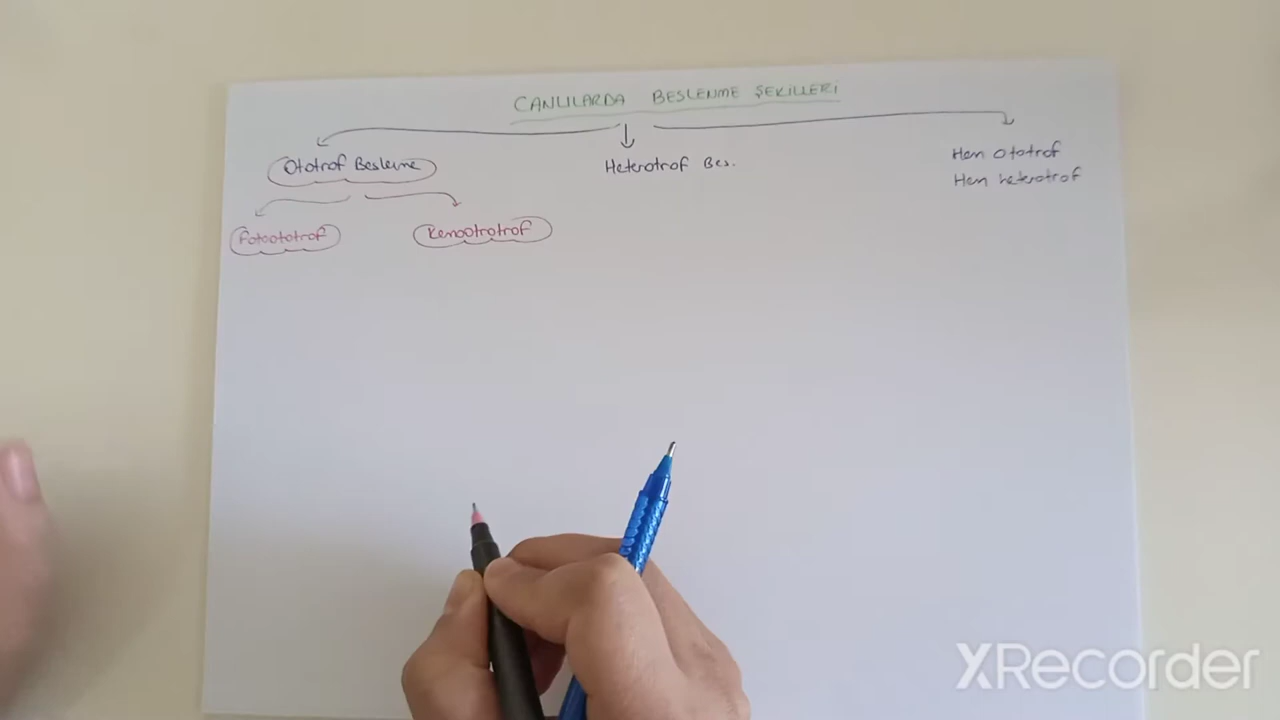 CANLILARDA BESLENME ŞEKİLLERİ
Ototrof Beslenme
Heterotrof Bes.
Hem ototrof
Hem heterotrof
Fotoototrof
Kemoototrof
XRecorder